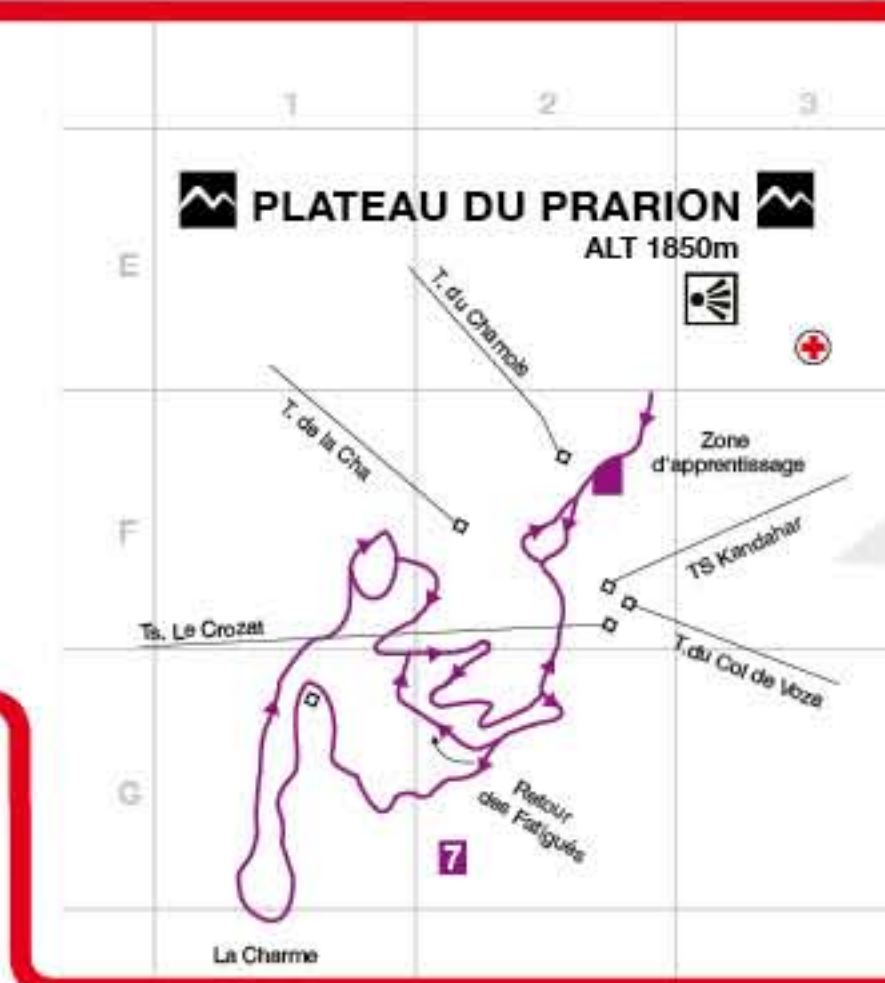 1 2 3
PLATEAU DU PRARION
ALT 1850m
E
T. du Chamois
T. de la Cha
Zone
d'apprentissage
F
TS Kandahar
Ts. Le Crozat
T.du Col de Voza
G
Retour
des Fatigués
7
La Charme